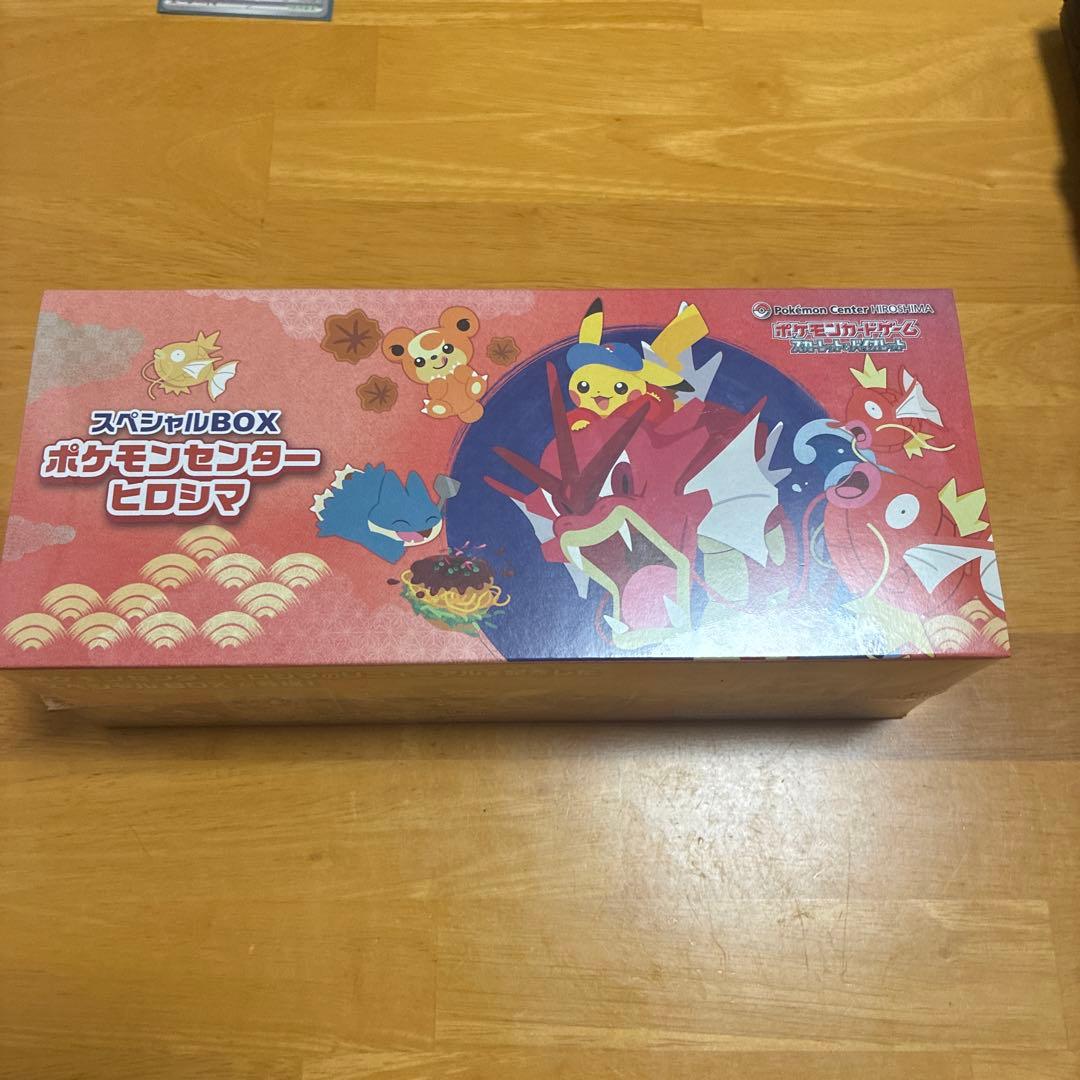 スペシャルBOX
ポケモンセンター
ヒロシマ
Pokémon Center HIROSHIMA
ポケモンカードゲーム
スカーレット&バイオレット